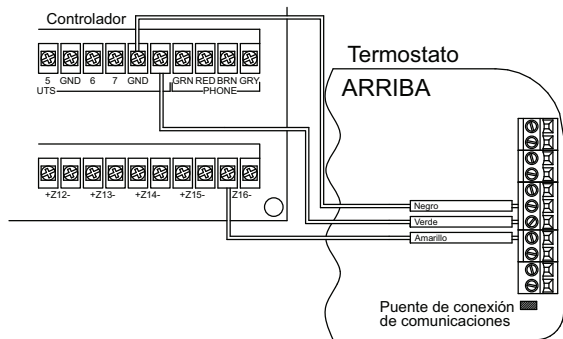 Controlador
5 GND 6 7 GND GRN RED BRN GRY
UTS PHONE
+Z12- +Z13- +Z14- +Z15- Z16-
Termostato
ARRIBA
Negro
Verde
Amarillo
Puente de conexión
de comunicaciones